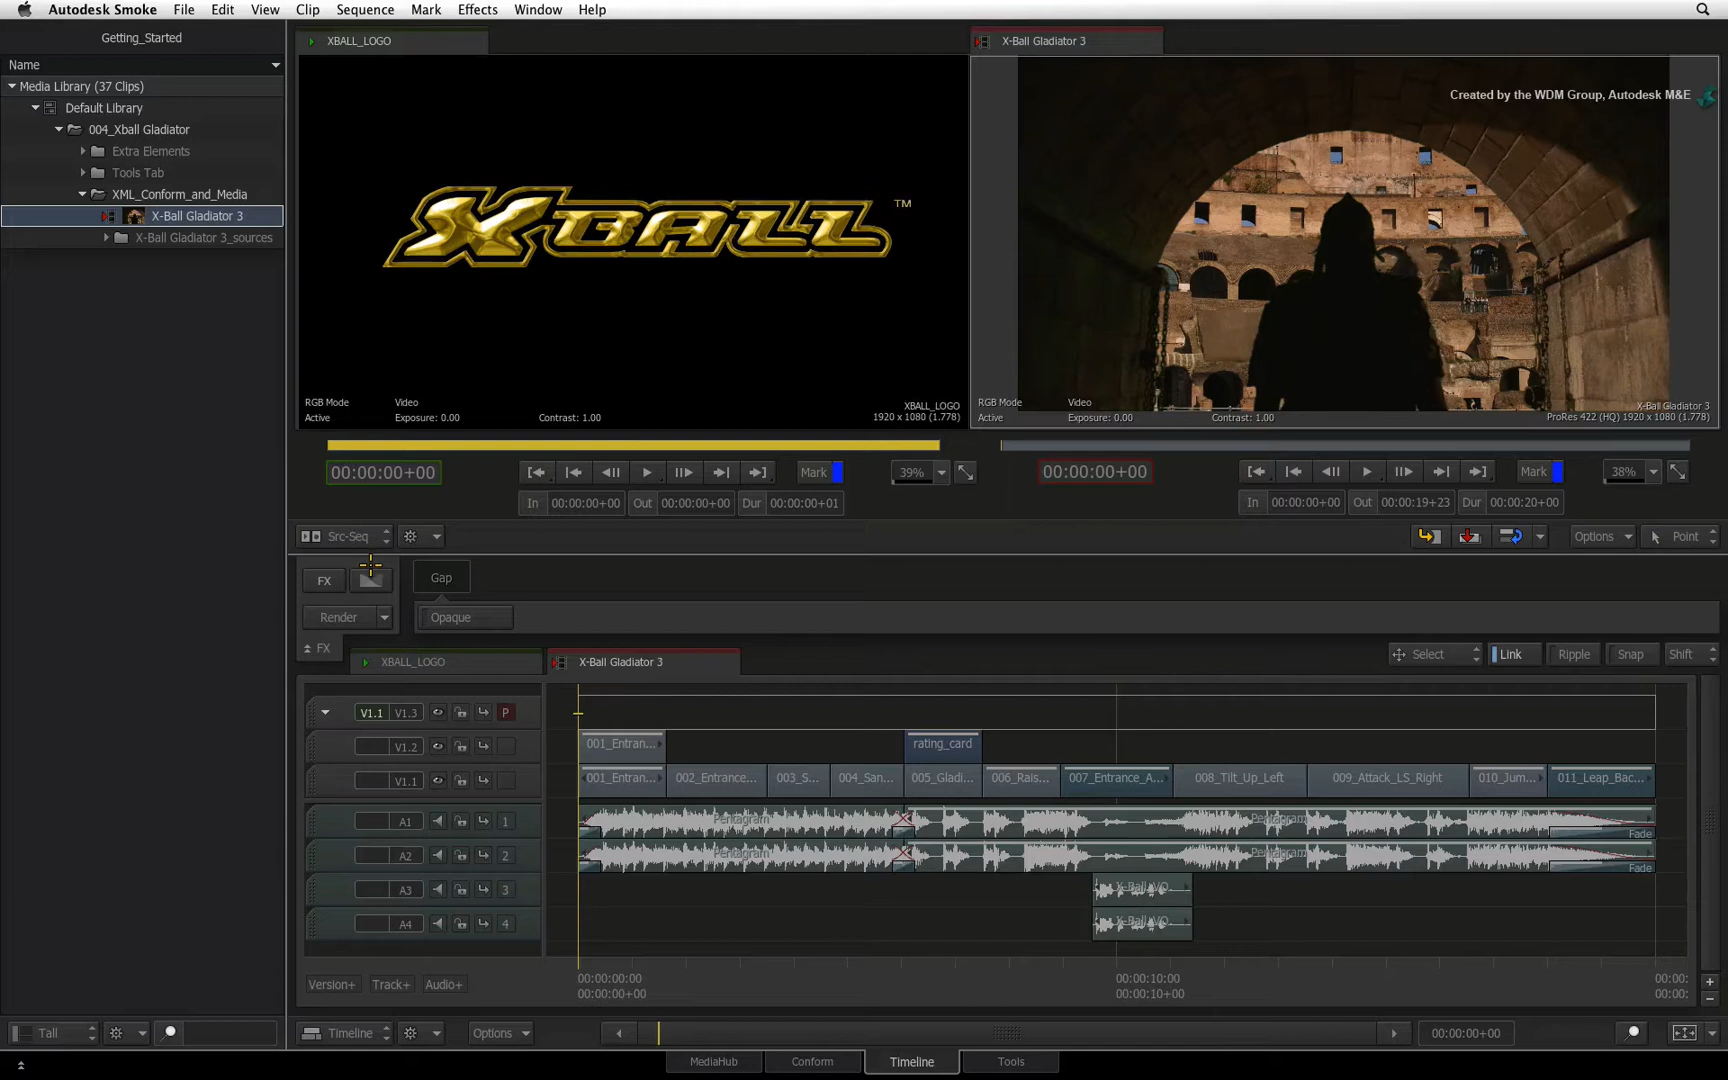 Autodesk Smoke File Edit View Clip Sequence Mark Effects Window Help
Getting_Started
XBALL_LOGO
X-Ball Gladiator 3
Name
Media Library (37 Clips)
Default Library
004_Xball Gladiator
Extra Elements
Tools Tab
XML_Conform_and_Media
X-Ball Gladiator 3
X-Ball Gladiator 3_sources
XBALL TM
Created by the WDM Group, Autodesk M&E
RGB Mode Video XBALL_LOGO
Active Exposure: 0.00 Contrast: 1.00 1920 x 1080 (1.778)
RGB Mode Video X-Ball Gladiator 3
Active Exposure: 0.00 Contrast: 1.00 ProRes 422 (HQ) 1920 x 1080 (1.778)
00:00:00+00 Mark 39%
In 00:00:00+00 Out 00:00:00+00 Dur 00:00:00+01
00:00:00+00 Mark 38%
In 00:00:00+00 Out 00:00:19+23 Dur 00:00:20+00
Src-Seq Options Point
FX Gap
Render Opaque
FX XBALL_LOGO X-Ball Gladiator 3 Select Link Ripple Snap Shift
V1.1 V1.3 P
V1.2 001_Entran... rating_card
V1.1 001_Entran... 002_Entrance... 003_S... 004_San... 005_Gladi... 006_Rais... 007_Entrance_A... 008_Tilt_Up_Left 009_Attack_LS_Right 010_Jum... 011_Leap_Bac...
A1 1 Pentagram Pentagram Fade
A2 2 Pentagram Pentagram Fade
A3 3 X-Ball_VO
A4 4 X-Ball_VO
00:00:00:00 00:00:10:00 00:00:
00:00:00+00 00:00:10+00 00:00:
Version+ Track+ Audio+
Tall Timeline Options 00:00:00+00
MediaHub Conform Timeline Tools